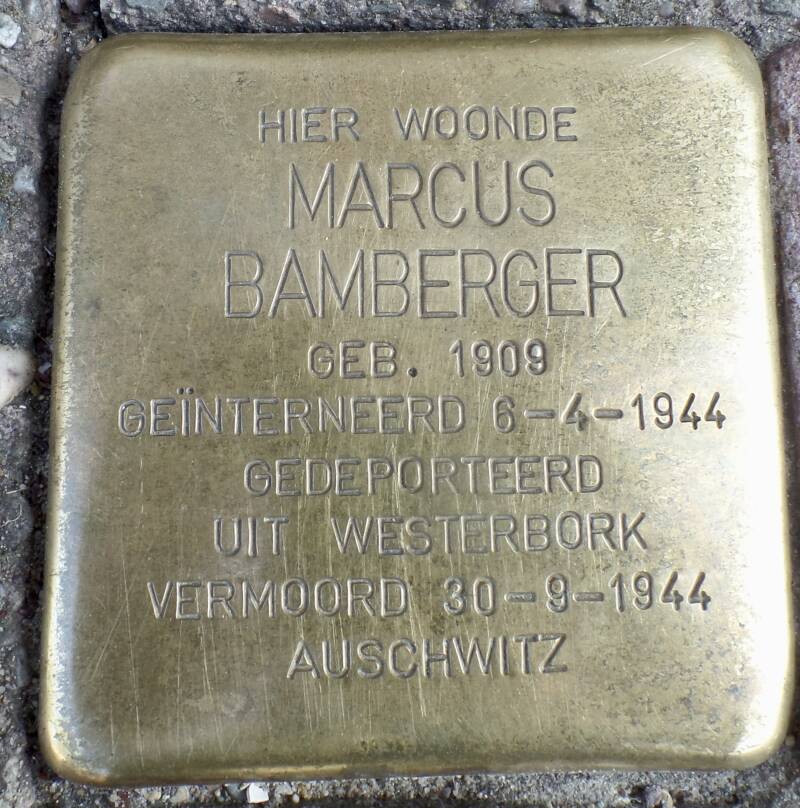 HIER WOONDE
MARCUS
BAMBERGER
GEB. 1909
GEÏNTERNEERD 6-4-1944
GEDEPORTEERD
UIT WESTERBORK
VERMOORD 30-9-1944
AUSCHWITZ